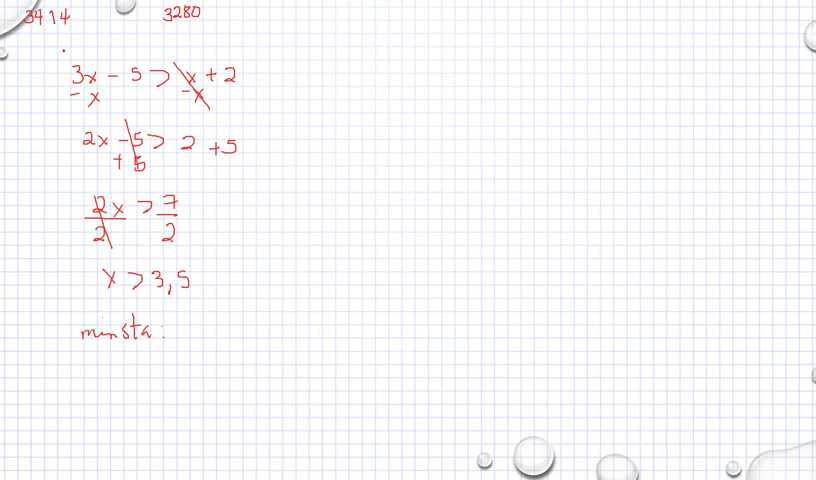 3414 3280
3x - 5 > x + 2
- x - x
2x - 5 > 2 + 5
+ 5
2x > 7
2 2
x > 3,5
minsta: